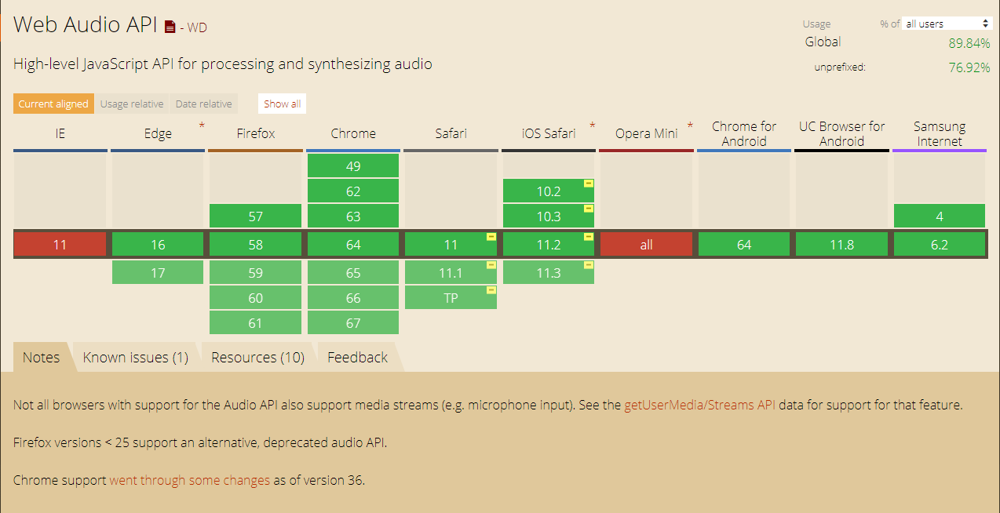 Web Audio API - WD
Usage % of all users
Global 89.84%
unprefixed: 76.92%
High-level JavaScript API for processing and synthesizing audio
Current aligned Usage relative Date relative Show all
IE Edge * Firefox Chrome Safari iOS Safari * Opera Mini * Chrome for Android UC Browser for Android Samsung Internet
49
62 10.2
57 63 10.3 4
11 16 58 64 11 11.2 all 64 11.8 6.2
17 59 65 11.1 11.3
60 66 TP
61 67
Notes Known issues (1) Resources (10) Feedback
Not all browsers with support for the Audio API also support media streams (e.g. microphone input). See the getUserMedia/Streams API data for support for that feature.
Firefox versions < 25 support an alternative, deprecated audio API.
Chrome support went through some changes as of version 36.